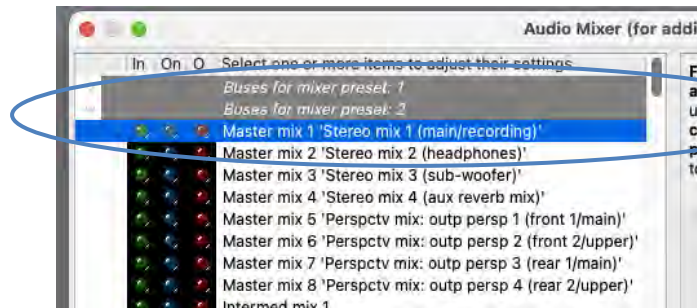 Audio Mixer (for addi
In On O Select one or more items to adjust their settings
Buses for mixer preset: 1
Buses for mixer preset: 2
Master mix 1 'Stereo mix 1 (main/recording)'
Master mix 2 'Stereo mix 2 (headphones)'
Master mix 3 'Stereo mix 3 (sub-woofer)'
Master mix 4 'Stereo mix 4 (aux reverb mix)'
Master mix 5 'Perspctv mix: outp persp 1 (front 1/main)'
Master mix 6 'Perspctv mix: outp persp 2 (front 2/upper)'
Master mix 7 'Perspctv mix: outp persp 3 (rear 1/main)'
Master mix 8 'Perspctv mix: outp persp 4 (rear 2/upper)'
Intermed mix 1